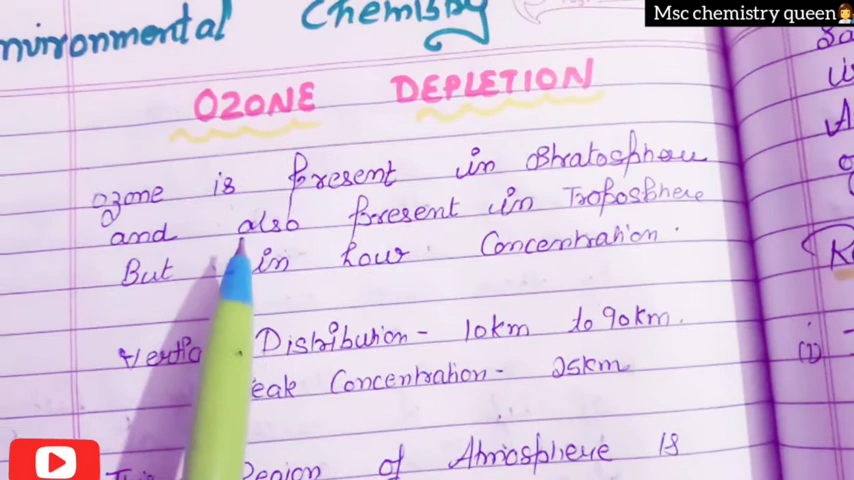 Msc chemistry queen👩‍🔬
nvironmental Chemistry
OZONE DEPLETION
Ozone is present in Stratosphere
and also present in Troposphere
But in low Concentration.
Distribution - 10km to 90km.
eak Concentration - 25km
Region of Atmosphere is
(i)